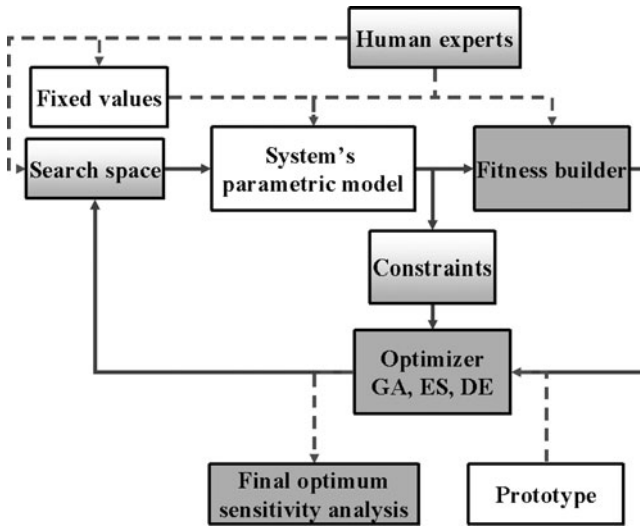 Human experts
Fixed values
Search space
System's
parametric model
Fitness builder
Constraints
Optimizer
GA, ES, DE
Final optimum
sensitivity analysis
Prototype